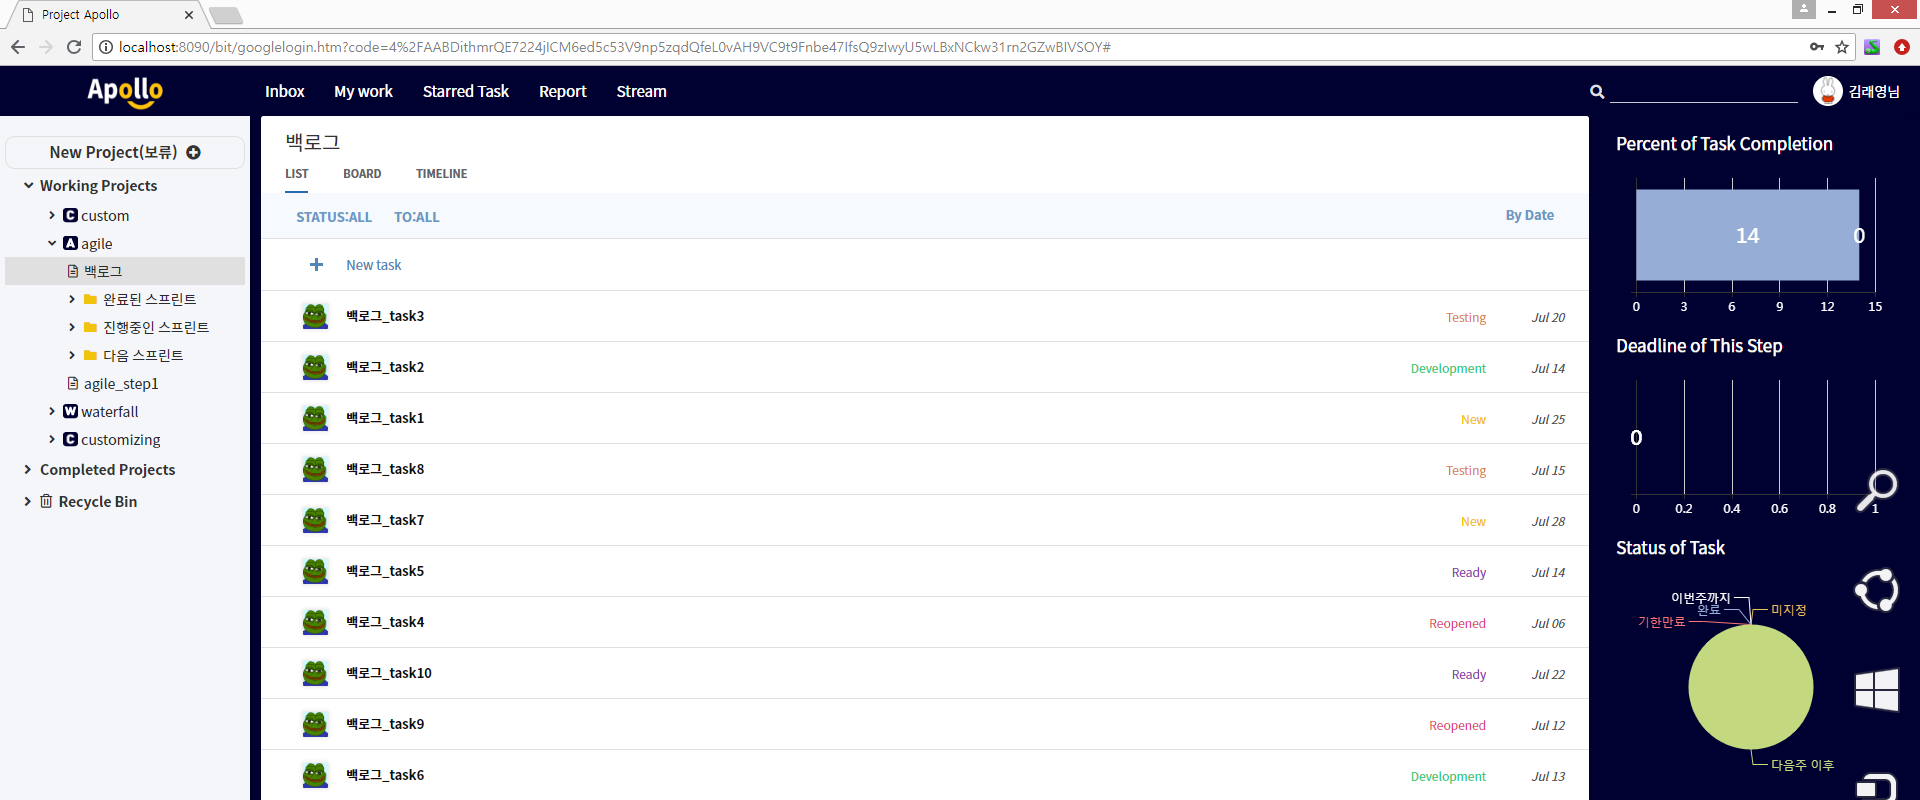 Project Apollo
localhost:8090/bit/googlelogin.htm?code=4%2FAABDithmrQE7224jICM6ed5c53V9np5zqdQfeL0vAH9VC9t9Fnbe47IfsQ9zIwyU5wLBxNCkw31rn2GZwBIVSOY#
Apollo
Inbox My work Starred Task Report Stream
김래영님
New Project(보류)
Working Projects
custom
agile
백로그
완료된 스프린트
진행중인 스프린트
다음 스프린트
agile_step1
waterfall
customizing
Completed Projects
Recycle Bin
백로그
LIST BOARD TIMELINE
STATUS:ALL TO:ALL By Date
New task
백로그_task3 Testing Jul 20
백로그_task2 Development Jul 14
백로그_task1 New Jul 25
백로그_task8 Testing Jul 15
백로그_task7 New Jul 28
백로그_task5 Ready Jul 14
백로그_task4 Reopened Jul 06
백로그_task10 Ready Jul 22
백로그_task9 Reopened Jul 12
백로그_task6 Development Jul 13
Percent of Task Completion
14 0
0 3 6 9 12 15
Deadline of This Step
0
0 0.2 0.4 0.6 0.8 1
Status of Task
이번주까지
완료 미지정
기한만료
다음주 이후